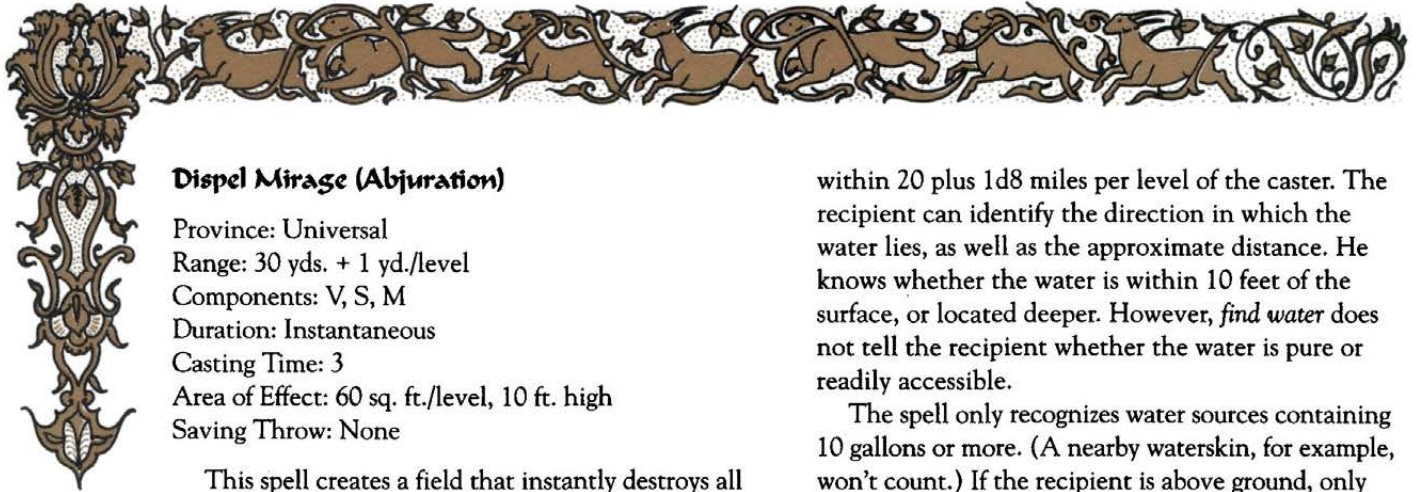 Dispel Mirage (Abjuration)
Province: Universal
Range: 30 yds. + 1 yd./level
Components: V, S, M
Duration: Instantaneous
Casting Time: 3
Area of Effect: 60 sq. ft./level, 10 ft. high
Saving Throw: None
This spell creates a field that instantly destroys all
within 20 plus 1d8 miles per level of the caster. The
recipient can identify the direction in which the
water lies, as well as the approximate distance. He
knows whether the water is within 10 feet of the
surface, or located deeper. However, find water does
not tell the recipient whether the water is pure or
readily accessible.
The spell only recognizes water sources containing
10 gallons or more. (A nearby waterskin, for example,
won't count.) If the recipient is above ground, only